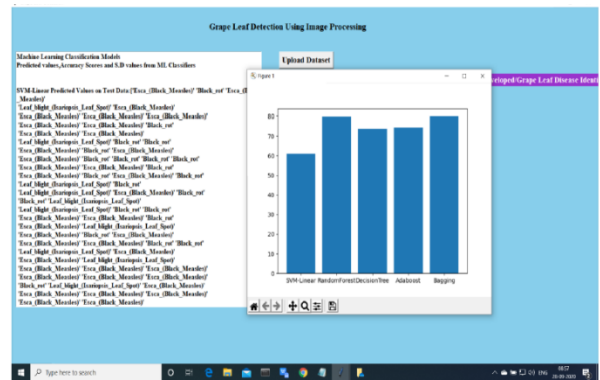 Grape Leaf Detection Using Image Processing
Machine Learning Classification Models
Predicted values,Accuracy Scores and S.D values from ML Classifiers
Upload Dataset
SVM-Linear Predicted Values on Test Data:['Esca_(Black_Measles)' 'Black_rot' 'Esca_(B
_Measles)'
'Leaf_blight_(Isariopsis_Leaf_Spot)' 'Esca_(Black_Measles)'
'Esca_(Black_Measles)' 'Esca_(Black_Measles)' 'Esca_(Black_Measles)'
'Esca_(Black_Measles)' 'Esca_(Black_Measles)' 'Black_rot'
'Esca_(Black_Measles)' 'Esca_(Black_Measles)'
'Leaf_blight_(Isariopsis_Leaf_Spot)' 'Black_rot' 'Black_rot'
'Esca_(Black_Measles)' 'Black_rot' 'Esca_(Black_Measles)'
'Esca_(Black_Measles)' 'Black_rot' 'Black_rot' 'Black_rot' 'Black_rot'
'Esca_(Black_Measles)' 'Esca_(Black_Measles)' 'Black_rot'
'Esca_(Black_Measles)' 'Black_rot' 'Esca_(Black_Measles)' 'Black_rot'
'Leaf_blight_(Isariopsis_Leaf_Spot)' 'Black_rot'
'Leaf_blight_(Isariopsis_Leaf_Spot)' 'Esca_(Black_Measles)' 'Black_rot'
'Black_rot' 'Leaf_blight_(Isariopsis_Leaf_Spot)'
'Leaf_blight_(Isariopsis_Leaf_Spot)' 'Black_rot' 'Black_rot'
'Esca_(Black_Measles)' 'Esca_(Black_Measles)' 'Black_rot'
'Esca_(Black_Measles)' 'Leaf_blight_(Isariopsis_Leaf_Spot)'
'Esca_(Black_Measles)' 'Black_rot' 'Esca_(Black_Measles)'
'Esca_(Black_Measles)' 'Esca_(Black_Measles)' 'Black_rot' 'Black_rot'
'Leaf_blight_(Isariopsis_Leaf_Spot)' 'Esca_(Black_Measles)'
'Esca_(Black_Measles)' 'Leaf_blight_(Isariopsis_Leaf_Spot)'
'Esca_(Black_Measles)' 'Esca_(Black_Measles)' 'Esca_(Black_Measles)'
'Esca_(Black_Measles)' 'Esca_(Black_Measles)' 'Esca_(Black_Measles)'
'Black_rot' 'Leaf_blight_(Isariopsis_Leaf_Spot)' 'Esca_(Black_Measles)'
'Esca_(Black_Measles)' 'Esca_(Black_Measles)' 'Esca_(Black_Measles)'
'Esca_(Black_Measles)' 'Esca_(Black_Measles)'
Figure 1
eloped/Grape Leaf Disease Identi
80
70
60
50
40
30
20
10
0
SVM-Linear RandomForest DecisionTree Adaboost Bagging
Type here to search
ENG